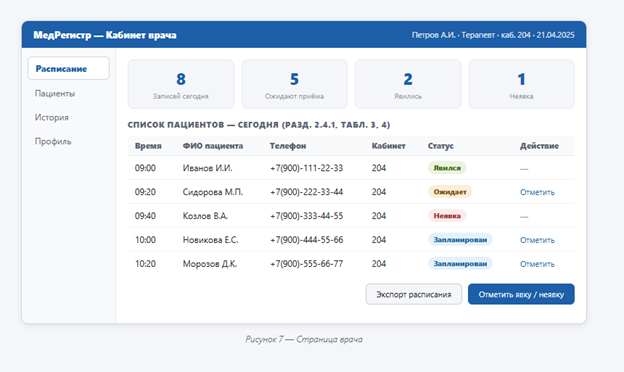 МедРегистр — Кабинет врача
Петров А.И. · Терапевт · каб. 204 · 21.04.2025
Расписание
Пациенты
История
Профиль
8
Записей сегодня
5
Ожидают приёма
2
Явились
1
Неявка
СПИСОК ПАЦИЕНТОВ — СЕГОДНЯ (РАЗД. 2.4.1, ТАБЛ. 3, 4)
Время ФИО пациента Телефон Кабинет Статус Действие
09:00 Иванов И.И. +7(900)-111-22-33 204 Явился —
09:20 Сидорова М.П. +7(900)-222-33-44 204 Ожидает Отметить
09:40 Козлов В.А. +7(900)-333-44-55 204 Неявка —
10:00 Новикова Е.С. +7(900)-444-55-66 204 Запланирован Отметить
10:20 Морозов Д.К. +7(900)-555-66-77 204 Запланирован Отметить
Экспорт расписания
Отметить явку / неявку
Рисунок 7 — Страница врача